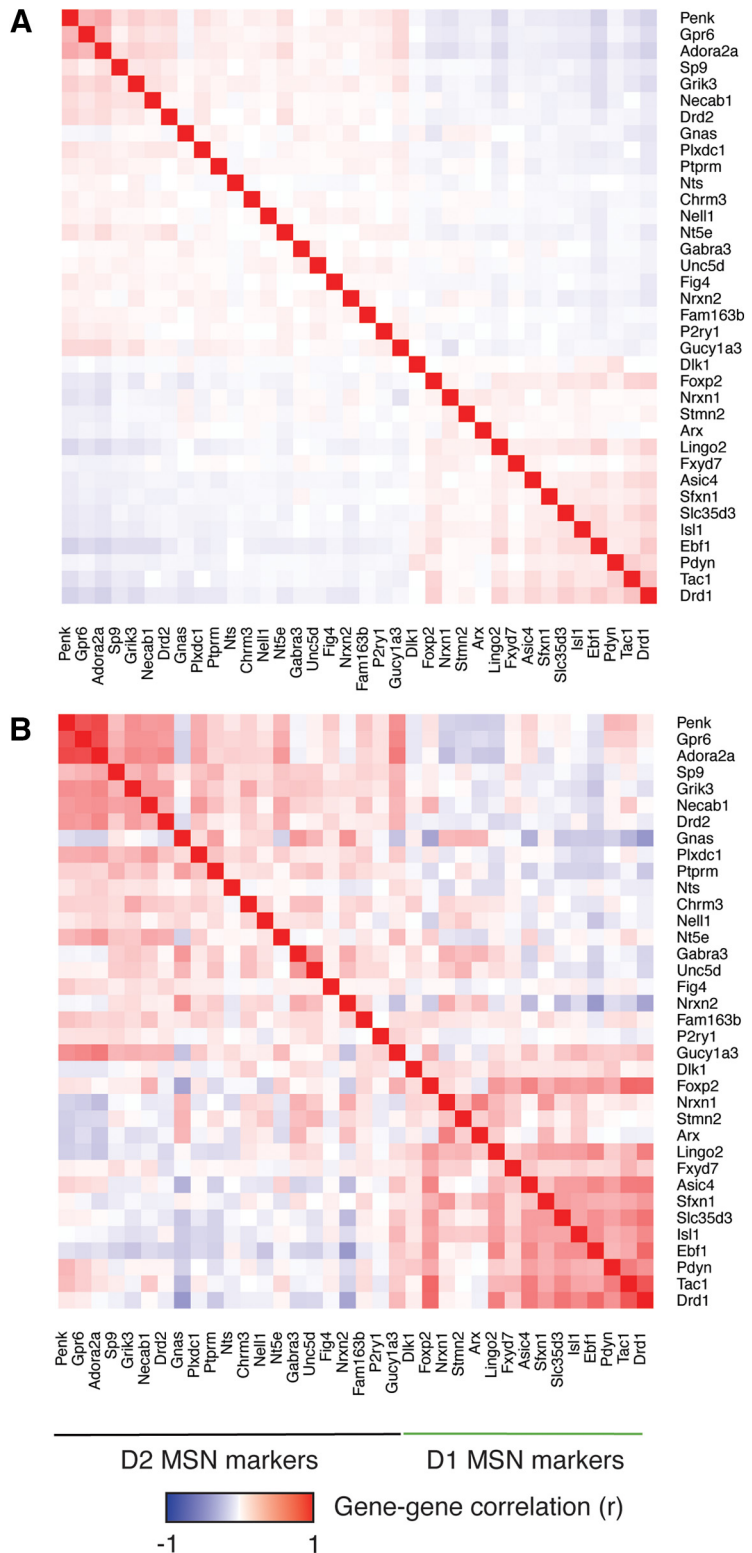 A
Penk
Gpr6
Adora2a
Sp9
Grik3
Necab1
Drd2
Gnas
Plxdc1
Ptprm
Nts
Chrm3
Nell1
Nt5e
Gabra3
Unc5d
Fig4
Nrxn2
Fam163b
P2ry1
Gucy1a3
Dlk1
Foxp2
Nrxn1
Stmn2
Arx
Lingo2
Fxyd7
Asic4
Sfxn1
Slc35d3
Isl1
Ebf1
Pdyn
Tac1
Drd1
Penk Gpr6 Adora2a Sp9 Grik3 Necab1 Drd2 Gnas Plxdc1 Ptprm Nts Chrm3 Nell1 Nt5e Gabra3 Unc5d Fig4 Nrxn2 Fam163b P2ry1 Gucy1a3 Dlk1 Foxp2 Nrxn1 Stmn2 Arx Lingo2 Fxyd7 Asic4 Sfxn1 Slc35d3 Isl1 Ebf1 Pdyn Tac1 Drd1
B
Penk
Gpr6
Adora2a
Sp9
Grik3
Necab1
Drd2
Gnas
Plxdc1
Ptprm
Nts
Chrm3
Nell1
Nt5e
Gabra3
Unc5d
Fig4
Nrxn2
Fam163b
P2ry1
Gucy1a3
Dlk1
Foxp2
Nrxn1
Stmn2
Arx
Lingo2
Fxyd7
Asic4
Sfxn1
Slc35d3
Isl1
Ebf1
Pdyn
Tac1
Drd1
Penk Gpr6 Adora2a Sp9 Grik3 Necab1 Drd2 Gnas Plxdc1 Ptprm Nts Chrm3 Nell1 Nt5e Gabra3 Unc5d Fig4 Nrxn2 Fam163b P2ry1 Gucy1a3 Dlk1 Foxp2 Nrxn1 Stmn2 Arx Lingo2 Fxyd7 Asic4 Sfxn1 Slc35d3 Isl1 Ebf1 Pdyn Tac1 Drd1
D2 MSN markers D1 MSN markers
Gene-gene correlation (r)
-1 1